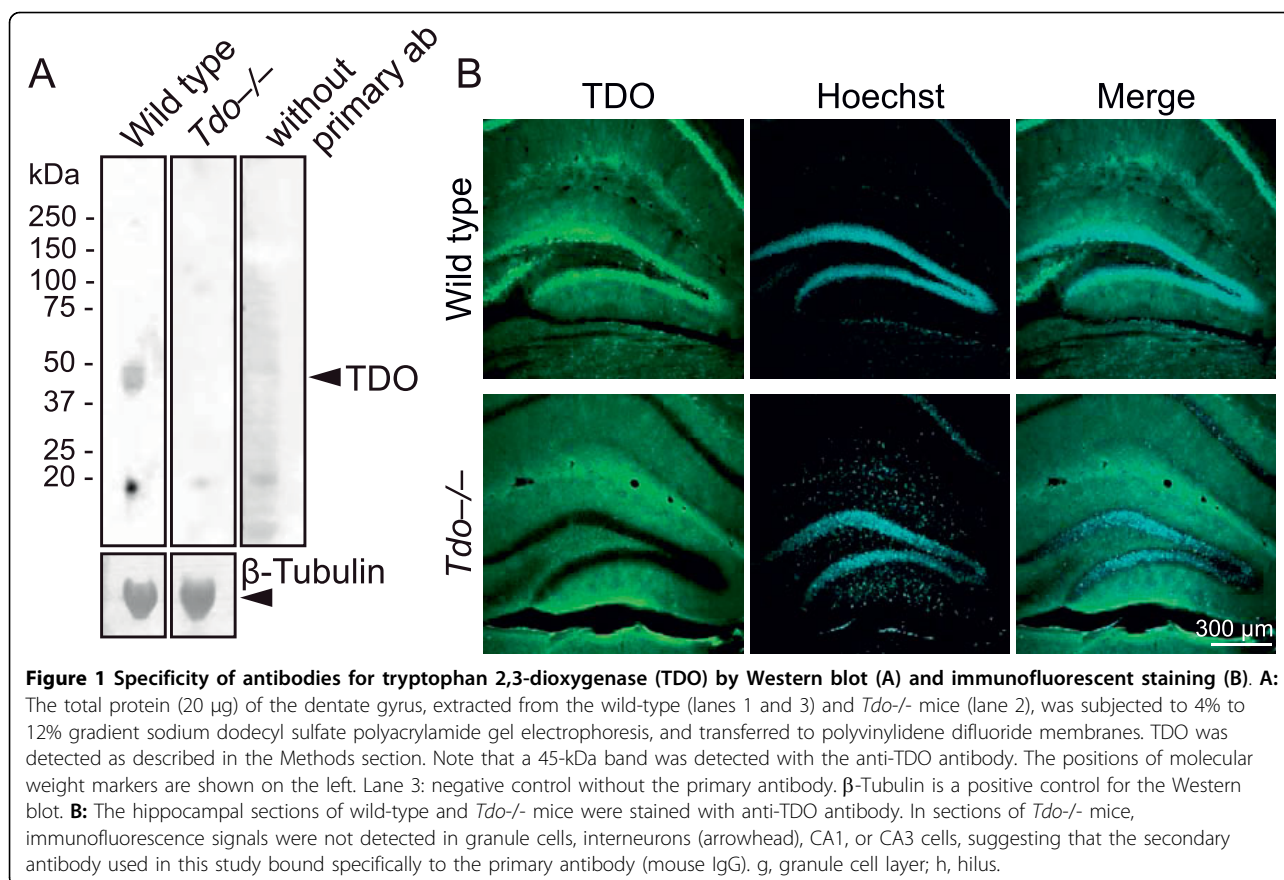 A
Wild type
Tdo–/–
without
primary ab
kDa
250 -
150 -
100 -
75 -
50 -
37 -
25 -
20 -
TDO
β-Tubulin
B
TDO
Hoechst
Merge
Wild type
Tdo–/–
300 µm
Figure 1 Specificity of antibodies for tryptophan 2,3-dioxygenase (TDO) by Western blot (A) and immunofluorescent staining (B). A:
The total protein (20 µg) of the dentate gyrus, extracted from the wild-type (lanes 1 and 3) and Tdo-/- mice (lane 2), was subjected to 4% to
12% gradient sodium dodecyl sulfate polyacrylamide gel electrophoresis, and transferred to polyvinylidene difluoride membranes. TDO was
detected as described in the Methods section. Note that a 45-kDa band was detected with the anti-TDO antibody. The positions of molecular
weight markers are shown on the left. Lane 3: negative control without the primary antibody. β-Tubulin is a positive control for the Western
blot. B: The hippocampal sections of wild-type and Tdo-/- mice were stained with anti-TDO antibody. In sections of Tdo-/- mice,
immunofluorescence signals were not detected in granule cells, interneurons (arrowhead), CA1, or CA3 cells, suggesting that the secondary
antibody used in this study bound specifically to the primary antibody (mouse IgG). g, granule cell layer; h, hilus.